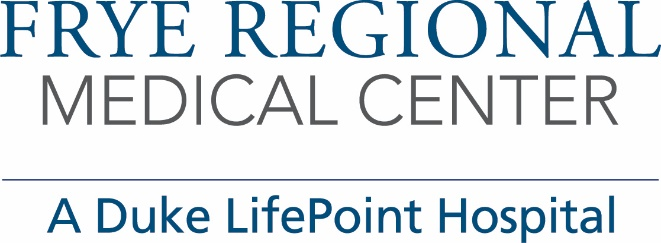 FRYE REGIONAL
MEDICAL CENTER
A Duke LifePoint Hospital